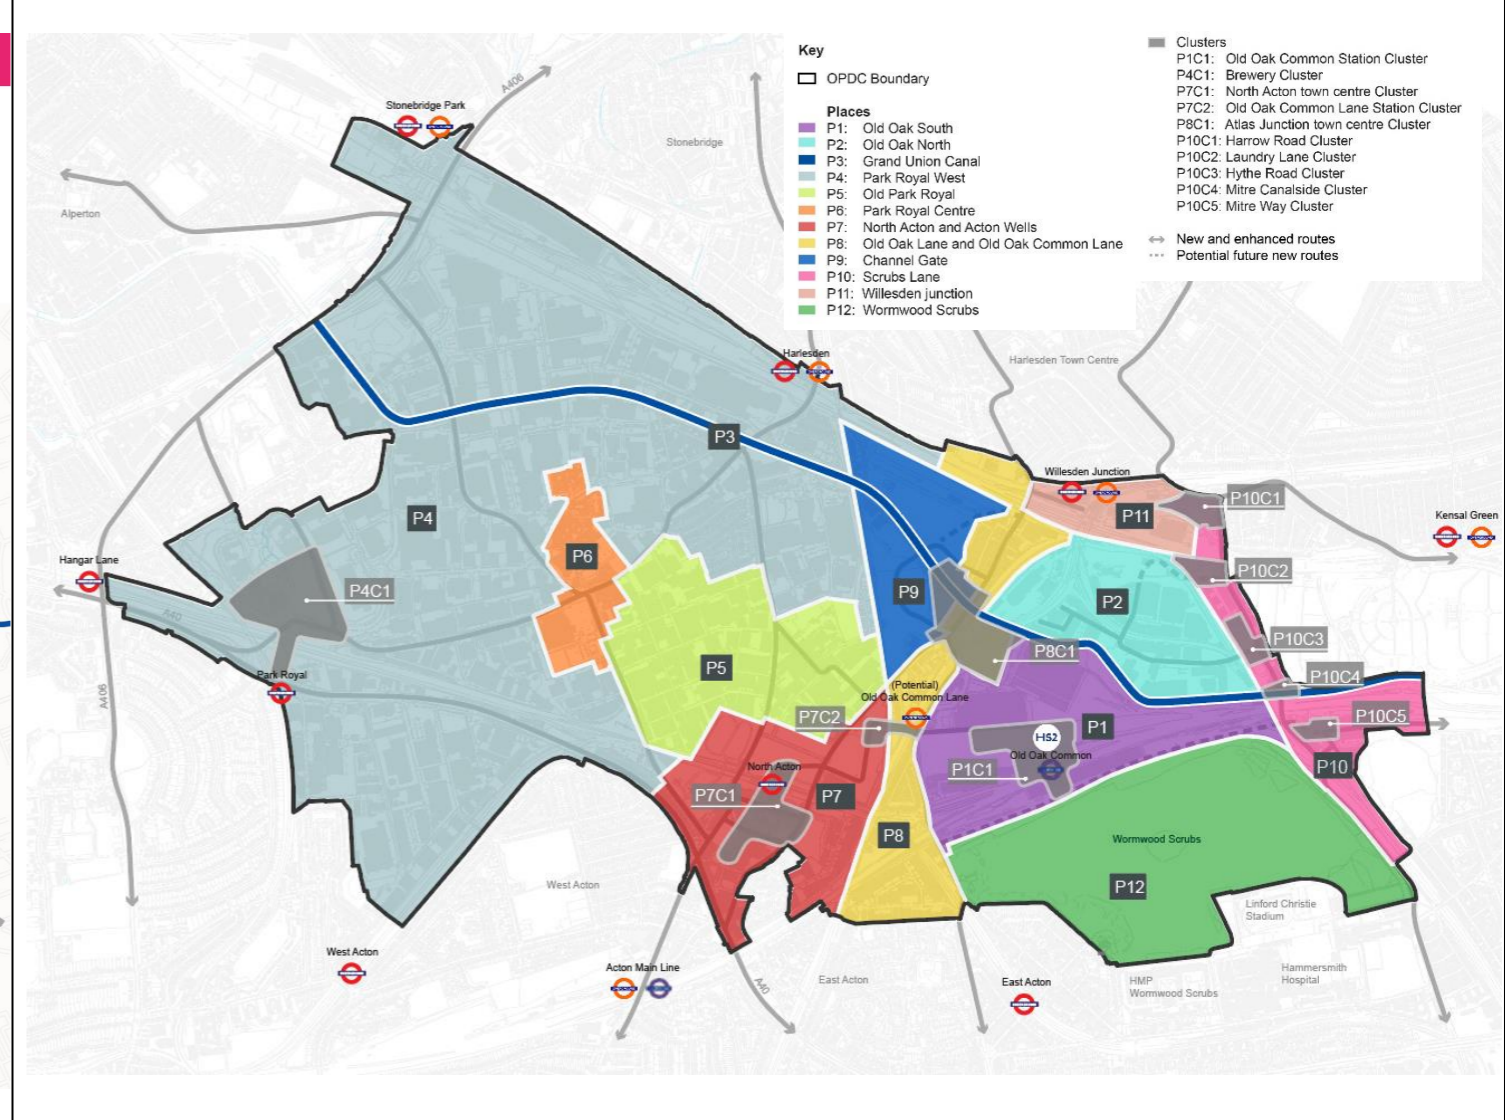 Key
OPDC Boundary
Places
P1: Old Oak South
P2: Old Oak North
P3: Grand Union Canal
P4: Park Royal West
P5: Old Park Royal
P6: Park Royal Centre
P7: North Acton and Acton Wells
P8: Old Oak Lane and Old Oak Common Lane
P9: Channel Gate
P10: Scrubs Lane
P11: Willesden junction
P12: Wormwood Scrubs
Clusters
P1C1: Old Oak Common Station Cluster
P4C1: Brewery Cluster
P7C1: North Acton town centre Cluster
P7C2: Old Oak Common Lane Station Cluster
P8C1: Atlas Junction town centre Cluster
P10C1: Harrow Road Cluster
P10C2: Laundry Lane Cluster
P10C3: Hythe Road Cluster
P10C4: Mitre Canalside Cluster
P10C5: Mitre Way Cluster
New and enhanced routes
Potential future new routes
A406
Stonebridge Park
Stonebridge
Alperton
Harlesden
Harlesden Town Centre
P3
Willesden Junction
P10C1
P11
Kensal Green
P4
Hangar Lane
P6
P10C2
P4C1
P9
P2
A40
P10C3
P8C1
P5
Park Royal
P10C4
(Potential)
Old Oak Common Lane
A406
P7C2
P10C5
P1
HS2
Old Oak Common
North Acton
P1C1
P10
P7C1
P7
P8
Wormwood Scrubs
P12
West Acton
Linford Christie
Stadium
West Acton
Acton Main Line
A40
East Acton
East Acton
HMP
Wormwood Scrubs
Hammersmith
Hospital